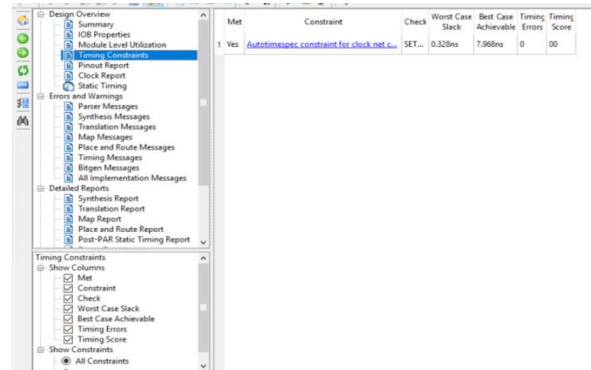 Design Overview
Summary
IOB Properties
Module Level Utilization
Timing Constraints
Pinout Report
Clock Report
Static Timing
Errors and Warnings
Parser Messages
Synthesis Messages
Translation Messages
Map Messages
Place and Route Messages
Timing Messages
Bitgen Messages
All Implementation Messages
Detailed Reports
Synthesis Report
Translation Report
Map Report
Place and Route Report
Post-PAR Static Timing Report
Timing Constraints
Show Columns
Met
Constraint
Check
Worst Case Slack
Best Case Achievable
Timing Errors
Timing Score
Show Constraints
All Constraints
Met Constraint Check Worst Case Best Case Timing Timing
Slack Achievable Errors Score
1 Yes Autotimespec constraint for clock net c... SET... 0.328ns 7.968ns 0 00